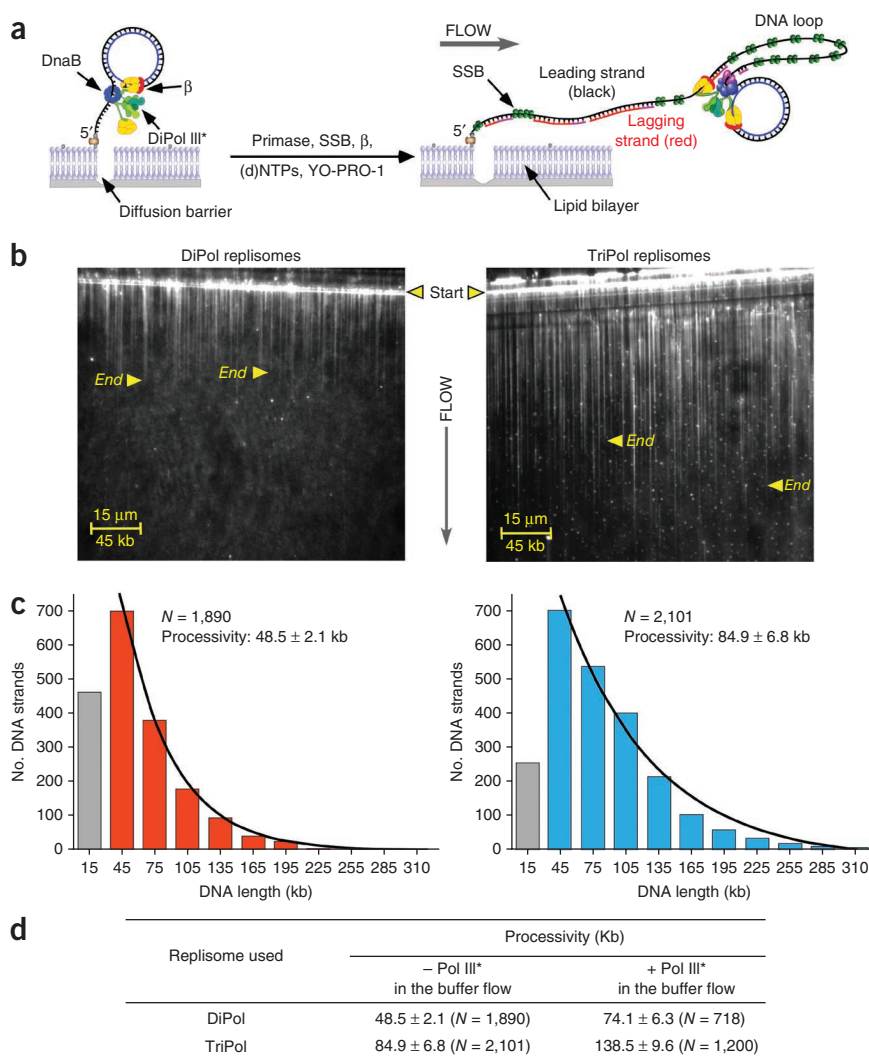 a
DnaB
β
DiPol III*
5′
Diffusion barrier
Primase, SSB, β,
(d)NTPs, YO-PRO-1
FLOW
SSB
Leading strand
(black)
DNA loop
5′
Lagging
strand (red)
Lipid bilayer
b
DiPol replisomes
TriPol replisomes
Start
End
End
FLOW
End
End
15 μm
45 kb
15 μm
45 kb
c
N = 1,890
Processivity: 48.5 ± 2.1 kb
No. DNA strands
700
600
500
400
300
200
100
0
15 45 75 105 135 165 195 225 255 285 310
DNA length (kb)
N = 2,101
Processivity: 84.9 ± 6.8 kb
No. DNA strands
700
600
500
400
300
200
100
0
15 45 75 105 135 165 195 225 255 285 310
DNA length (kb)
d
Replisome used
Processivity (Kb)
– Pol III*
in the buffer flow
+ Pol III*
in the buffer flow
DiPol 48.5 ± 2.1 (N = 1,890) 74.1 ± 6.3 (N = 718)
TriPol 84.9 ± 6.8 (N = 2,101) 138.5 ± 9.6 (N = 1,200)